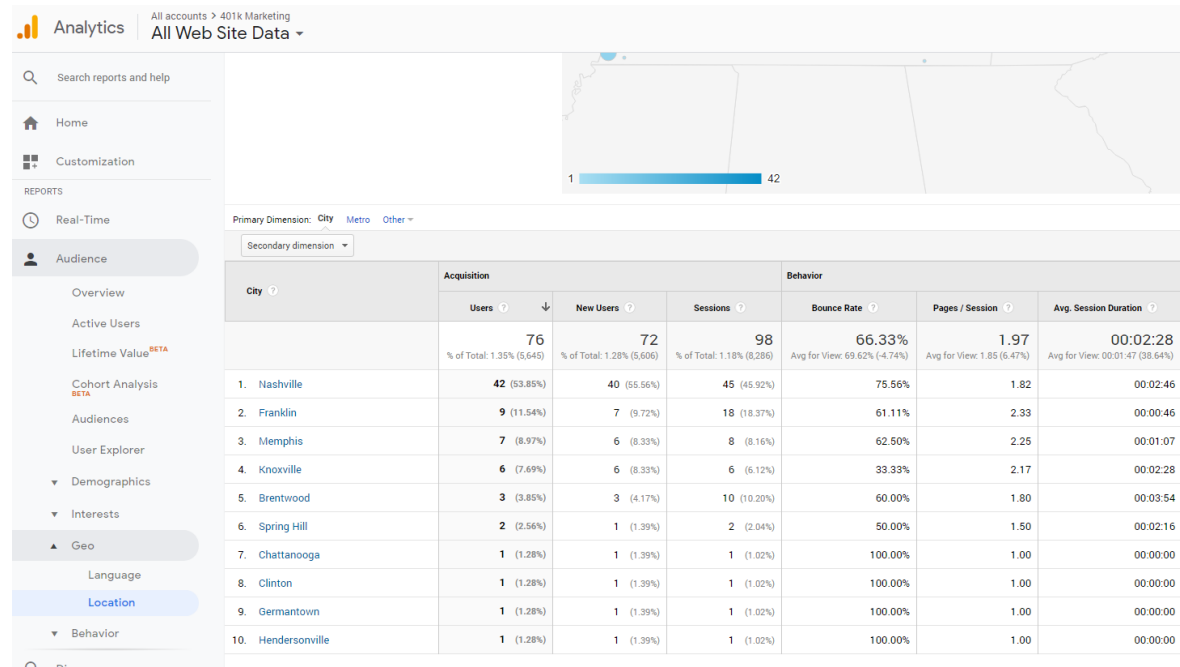 Analytics
All accounts > 401k Marketing
All Web Site Data
Search reports and help
Home
Customization
REPORTS
Real-Time
Audience
Overview
Active Users
Lifetime Value BETA
Cohort Analysis
BETA
Audiences
User Explorer
Demographics
Interests
Geo
Language
Location
Behavior
1 42
Primary Dimension: City Metro Other
Secondary dimension
City ? Acquisition Behavior
Users ? New Users ? Sessions ? Bounce Rate ? Pages / Session ? Avg. Session Duration ?
76 72 98 66.33% 1.97 00:02:28
% of Total: 1.35% (5,645) % of Total: 1.28% (5,606) % of Total: 1.18% (8,286) Avg for View: 69.62% (-4.74%) Avg for View: 1.85 (6.47%) Avg for View: 00:01:47 (38.64%)
1. Nashville 42 (53.85%) 40 (55.56%) 45 (45.92%) 75.56% 1.82 00:02:46
2. Franklin 9 (11.54%) 7 (9.72%) 18 (18.37%) 61.11% 2.33 00:00:46
3. Memphis 7 (8.97%) 6 (8.33%) 8 (8.16%) 62.50% 2.25 00:01:07
4. Knoxville 6 (7.69%) 6 (8.33%) 6 (6.12%) 33.33% 2.17 00:02:28
5. Brentwood 3 (3.85%) 3 (4.17%) 10 (10.20%) 60.00% 1.80 00:03:54
6. Spring Hill 2 (2.56%) 1 (1.39%) 2 (2.04%) 50.00% 1.50 00:02:16
7. Chattanooga 1 (1.28%) 1 (1.39%) 1 (1.02%) 100.00% 1.00 00:00:00
8. Clinton 1 (1.28%) 1 (1.39%) 1 (1.02%) 100.00% 1.00 00:00:00
9. Germantown 1 (1.28%) 1 (1.39%) 1 (1.02%) 100.00% 1.00 00:00:00
10. Hendersonville 1 (1.28%) 1 (1.39%) 1 (1.02%) 100.00% 1.00 00:00:00